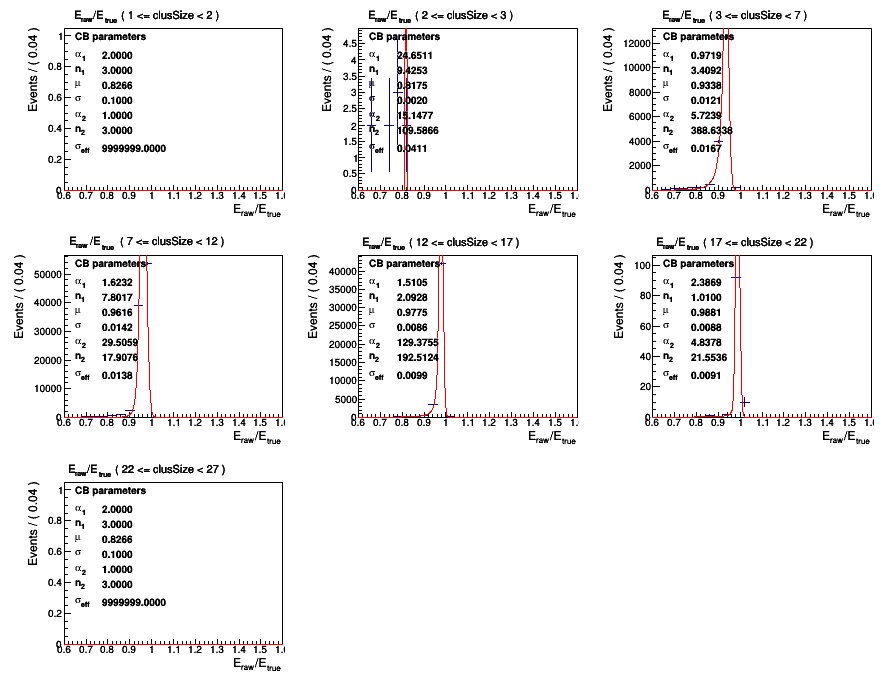 E_raw/E_true ( 1 <= clusSize < 2)
Events / ( 0.04 )
CB parameters
α_1 2.0000
n_1 3.0000
μ 0.8266
σ 0.1000
α_2 1.0000
n_2 3.0000
σ_eff 9999999.0000
1
0.8
0.6
0.4
0.2
0
0.6 0.7 0.8 0.9 1 1.1 1.2 1.3 1.4 1.5 1.6
E_raw/E_true
E_raw/E_true ( 2 <= clusSize < 3)
Events / ( 0.04 )
CB parameters
α_1 24.6511
n_1 9.4253
μ 0.8175
σ 0.0020
α_2 15.1477
n_2 109.5866
σ_eff 0.0411
4.5
4
3.5
3
2.5
2
1.5
1
0.5
0
0.6 0.7 0.8 0.9 1 1.1 1.2 1.3 1.4 1.5 1.6
E_raw/E_true
E_raw/E_true ( 3 <= clusSize < 7)
Events / ( 0.04 )
CB parameters
α_1 0.9719
n_1 3.4092
μ 0.9338
σ 0.0121
α_2 5.7239
n_2 388.6338
σ_eff 0.0167
12000
10000
8000
6000
4000
2000
0
0.6 0.7 0.8 0.9 1 1.1 1.2 1.3 1.4 1.5 1.6
E_raw/E_true
E_raw/E_true ( 7 <= clusSize < 12)
Events / ( 0.04 )
CB parameters
α_1 1.6232
n_1 7.8017
μ 0.9616
σ 0.0142
α_2 29.5059
n_2 17.9076
σ_eff 0.0138
50000
40000
30000
20000
10000
0
0.6 0.7 0.8 0.9 1 1.1 1.2 1.3 1.4 1.5 1.6
E_raw/E_true
E_raw/E_true ( 12 <= clusSize < 17)
Events / ( 0.04 )
CB parameters
α_1 1.5105
n_1 2.0928
μ 0.9775
σ 0.0086
α_2 129.3755
n_2 192.5124
σ_eff 0.0099
40000
35000
30000
25000
20000
15000
10000
5000
0
0.6 0.7 0.8 0.9 1 1.1 1.2 1.3 1.4 1.5 1.6
E_raw/E_true
E_raw/E_true ( 17 <= clusSize < 22)
Events / ( 0.04 )
CB parameters
α_1 2.3869
n_1 1.0100
μ 0.9881
σ 0.0088
α_2 4.8378
n_2 21.5536
σ_eff 0.0091
100
80
60
40
20
0
0.6 0.7 0.8 0.9 1 1.1 1.2 1.3 1.4 1.5 1.6
E_raw/E_true
E_raw/E_true ( 22 <= clusSize < 27)
Events / ( 0.04 )
CB parameters
α_1 2.0000
n_1 3.0000
μ 0.8266
σ 0.1000
α_2 1.0000
n_2 3.0000
σ_eff 9999999.0000
1
0.8
0.6
0.4
0.2
0
0.6 0.7 0.8 0.9 1 1.1 1.2 1.3 1.4 1.5 1.6
E_raw/E_true